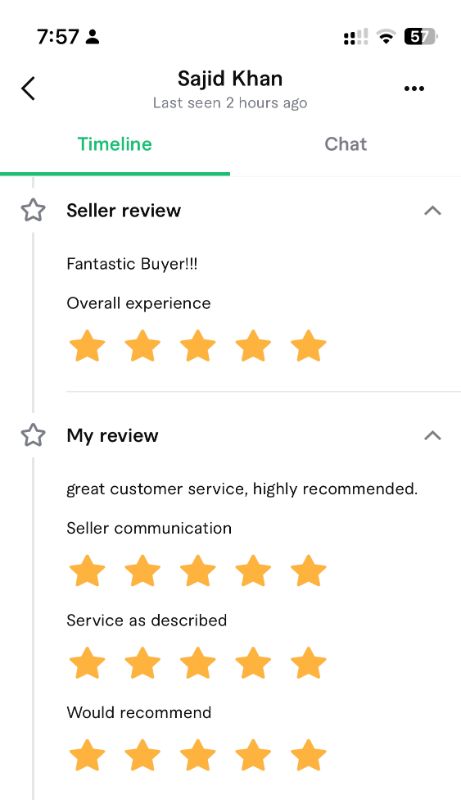 7:57
57
Sajid Khan
Last seen 2 hours ago
Timeline
Chat
Seller review
Fantastic Buyer!!!
Overall experience
My review
great customer service, highly recommended.
Seller communication
Service as described
Would recommend